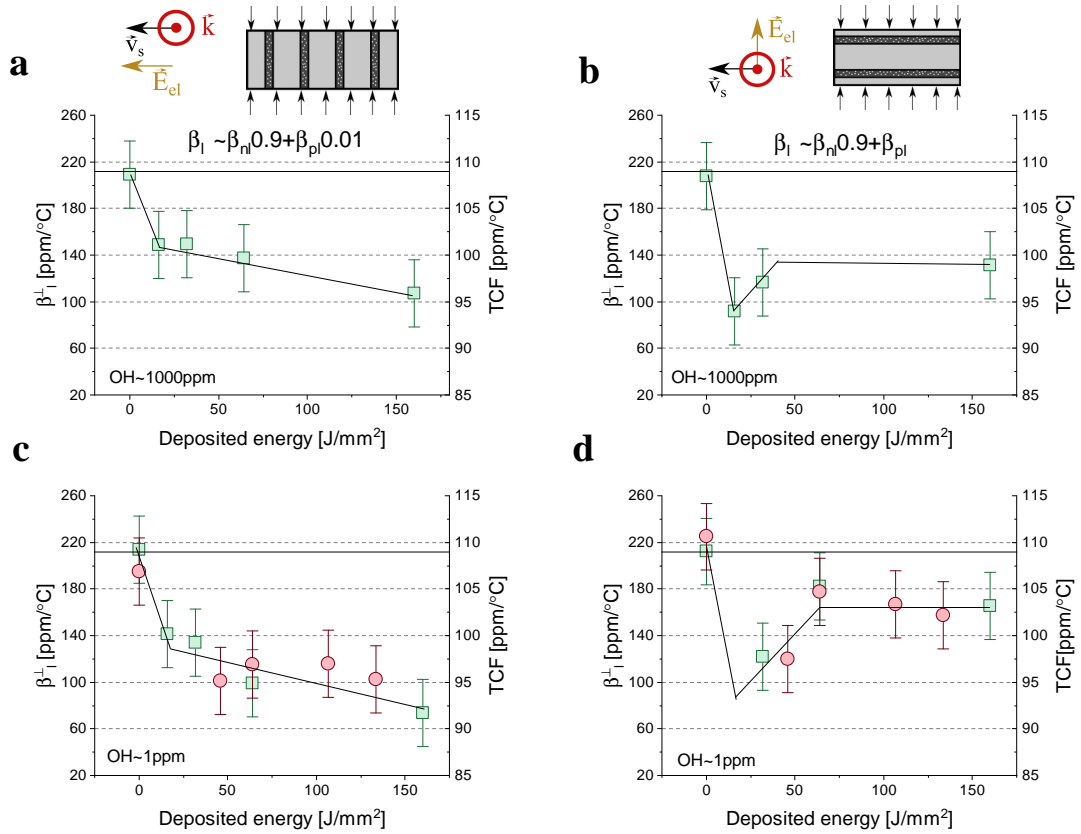 a
v⃗s
k⃗
E⃗el
βl ~βnl0.9+βpl0.01
260
220
180
140
100
60
20
β⊥l [ppm/°C]
110
105
100
95
90
85
TCF [ppm/°C]
OH~1000ppm
0 50 100 150
Deposited energy [J/mm²]
b
E⃗el
k⃗
v⃗s
βl ~βnl0.9+βpl
260
220
180
140
100
60
20
β⊥l [ppm/°C]
115
110
105
100
95
90
85
TCF [ppm/°C]
OH~1000ppm
0 50 100 150
Deposited energy [J/mm²]
c
260
220
180
140
100
60
20
β⊥l [ppm/°C]
115
110
105
100
95
90
85
TCF [ppm/°C]
OH~1ppm
0 50 100 150
Deposited energy [J/mm²]
d
260
220
180
140
100
60
20
β⊥l [ppm/°C]
115
110
105
100
95
90
85
TCF[ppm/°C]
OH~1ppm
0 50 100 150
Deposited energy [J/mm²]